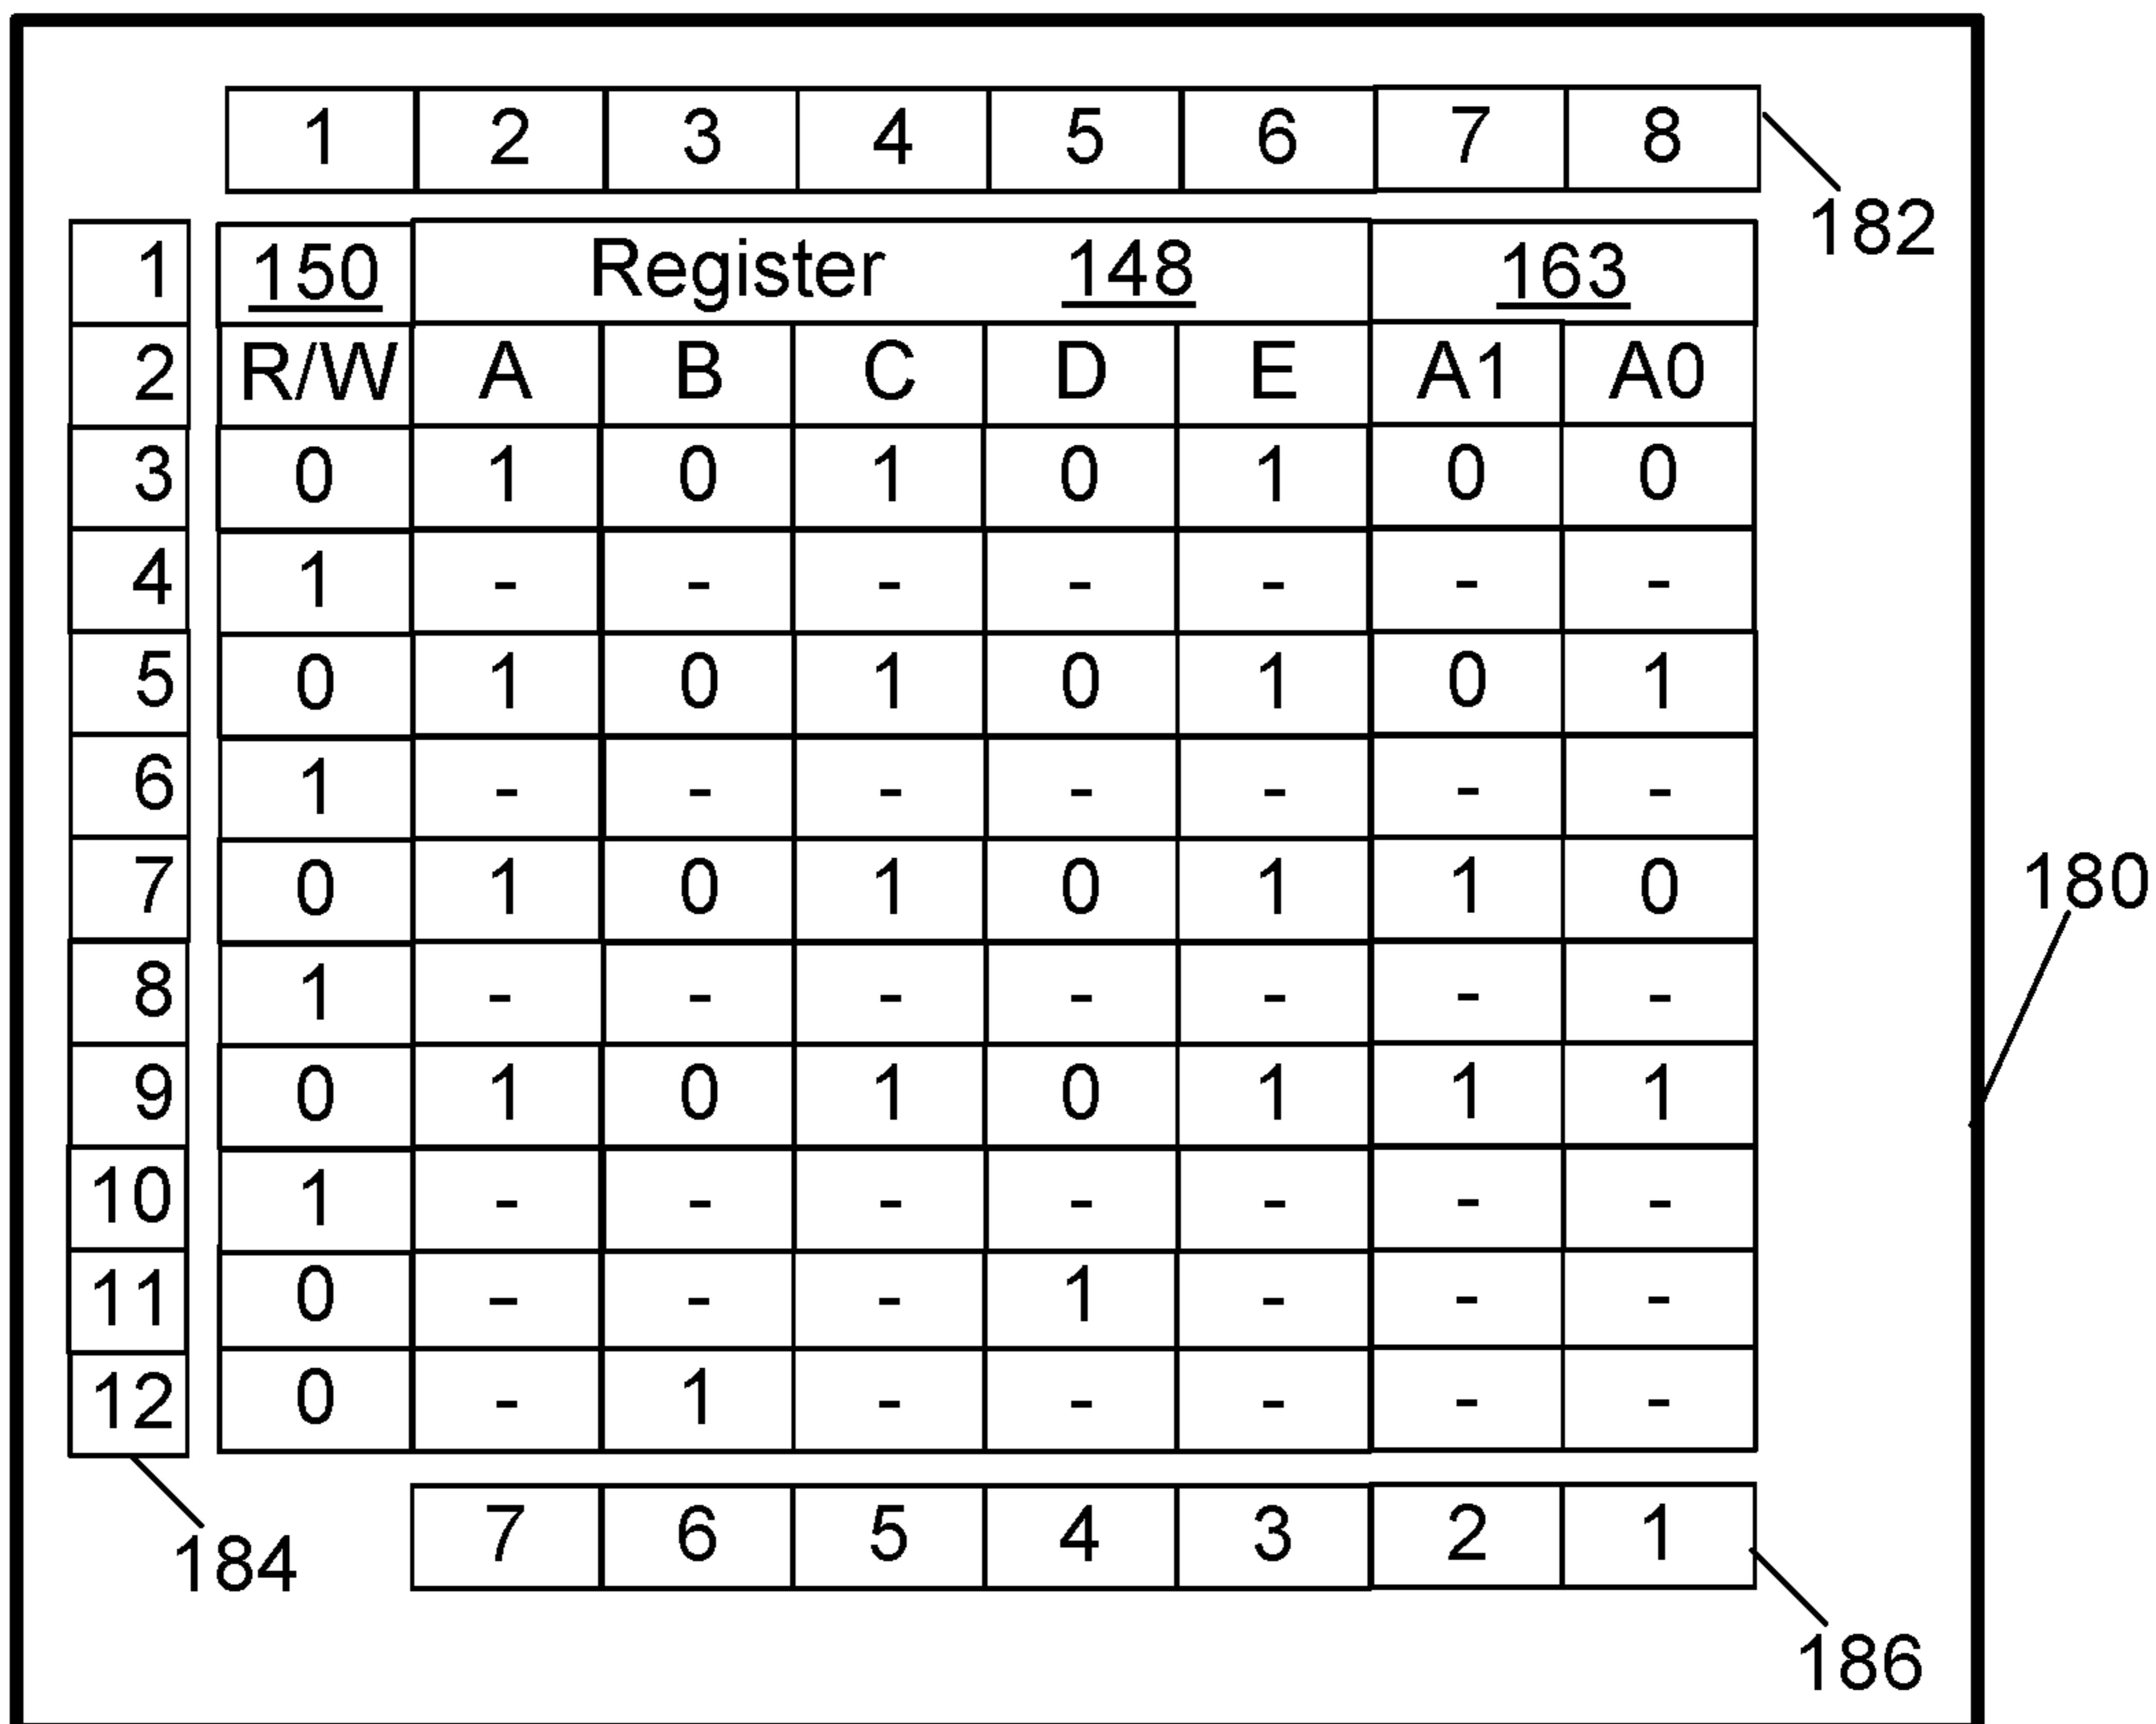 1 2 3 4 5 6 7 8
182
1 150 Register 148 163
2 R/W A B C D E A1 A0
3 0 1 0 1 0 1 0 0
4 1 - - - - - - -
5 0 1 0 1 0 1 0 1
6 1 - - - - - - -
7 0 1 0 1 0 1 1 0
180
8 1 - - - - - - -
9 0 1 0 1 0 1 1 1
10 1 - - - - - - -
11 0 - - - 1 - - -
12 0 - 1 - - - - -
7 6 5 4 3 2 1
184
186